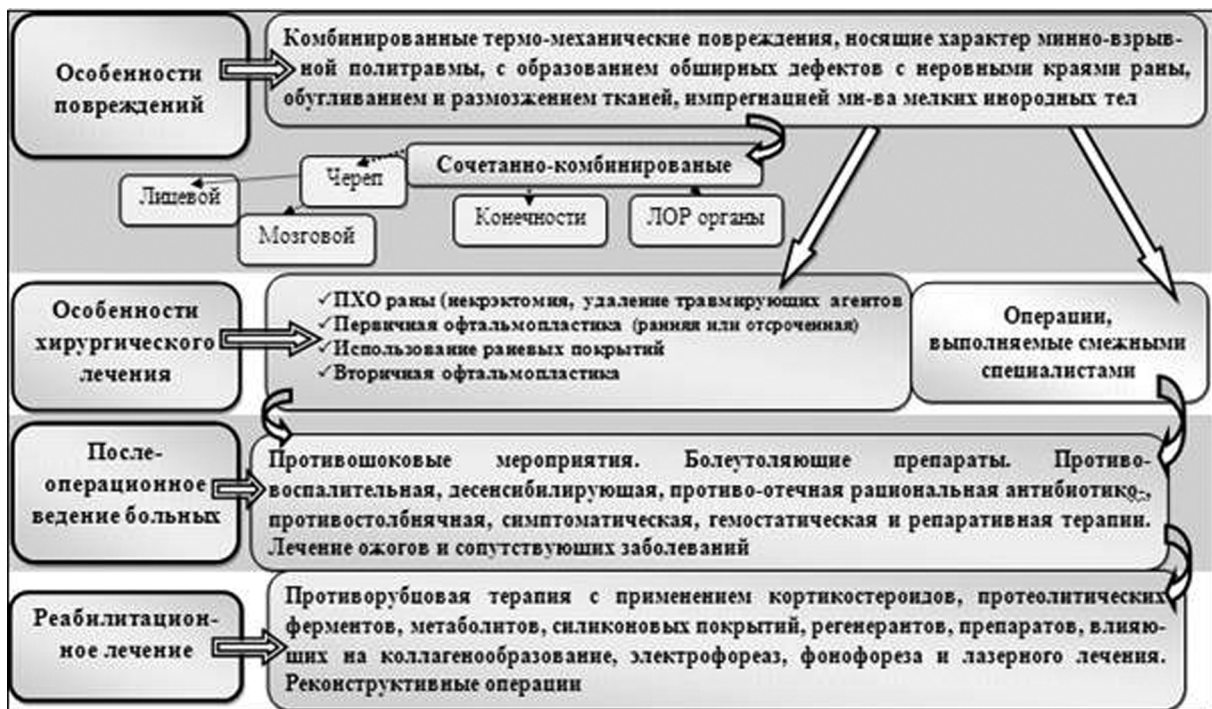 Особенности
повреждений
Комбинированные термо-механические повреждения, носящие характер минно-взрыв-
ной политравмы, с образованием обширных дефектов с неровными краями раны,
обугливанием и размозжением тканей, импрегнацией мн-ва мелких инородных тел
Сочетанно-комбинированые
Череп
Лицевой
Мозговой
Конечности
ЛОР органы
Особенности
хирургического
лечения
✓ПХО раны (некрэктомия, удаление травмирующих агентов
✓Первичная офтальмопластика (ранняя или отсроченная)
✓Использование раневых покрытий
✓Вторичная офтальмопластика
Операции,
выполняемые смежными
специалистами
После-
операционное
ведение больных
Противошоковые мероприятия. Болеутоляющие препараты. Противо-
воспалительная, десенсибилирующая, противо-отечная рациональная антибиотико-,
противостолбнячная, симптоматическая, гемостатическая и репаративная терапии.
Лечение ожогов и сопутствующих заболеваний
Реабилитацион-
ное лечение
Противорубцовая терапия с применением кортикостероидов, протеолитических
ферментов, метаболитов, силиконовых покрытий, регенерантов, препаратов, влияю-
щих на коллагенообразование, электрофореаз, фонофореза и лазерного лечения.
Реконструктивные операции